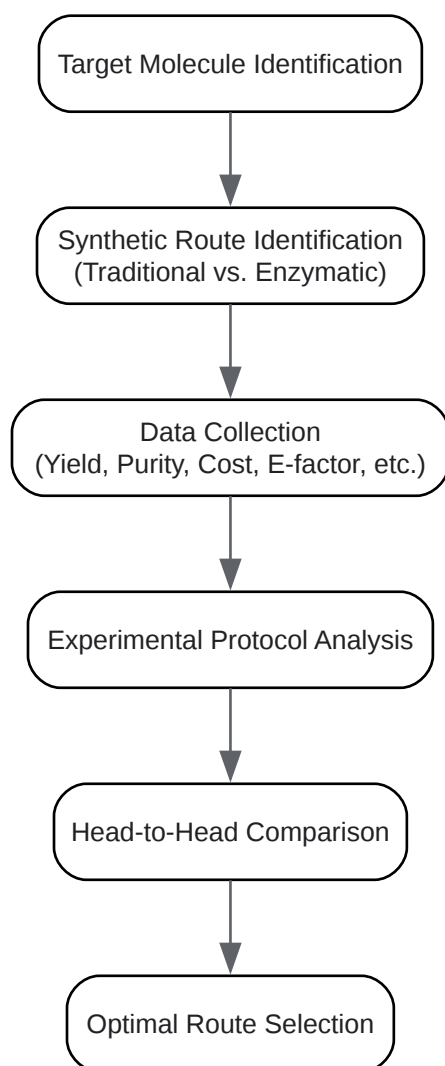 Target Molecule Identification
Synthetic Route Identification
(Traditional vs. Enzymatic)
Data Collection
(Yield, Purity, Cost, E-factor, etc.)
Experimental Protocol Analysis
Head-to-Head Comparison
Optimal Route Selection